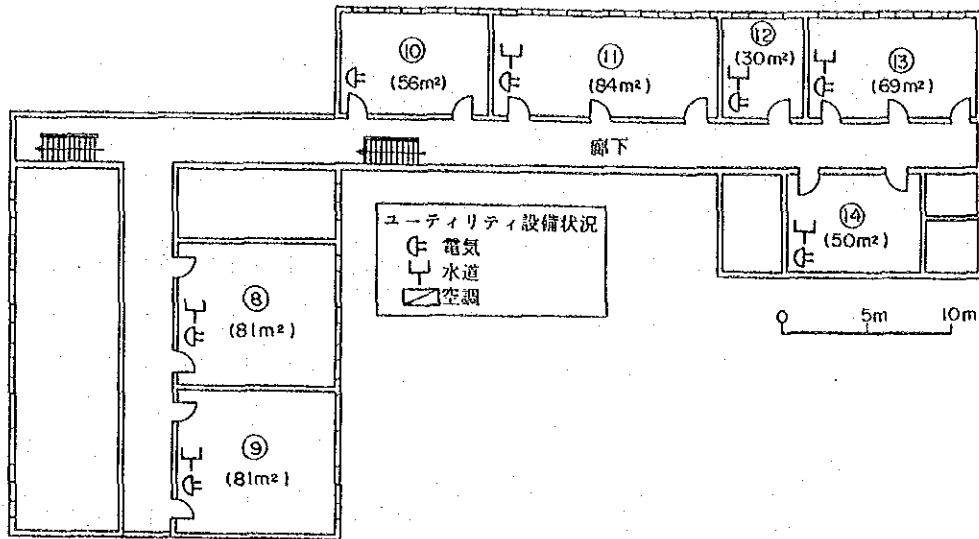 ⑩
(56m²)
⑪
(84m²)
⑫
(30m²)
⑬
(69m²)
廊下
⑭
(50m²)
ユーティリティ設備状況
電気
水道
空調
⑧
(81m²)
0 5m 10m
⑨
(81m²)